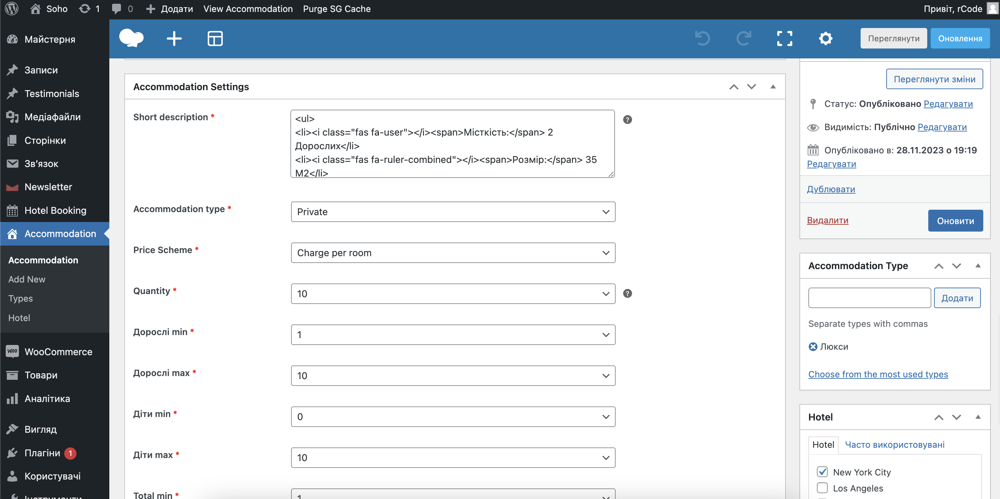 Soho
1
0
Додати
View Accommodation
Purge SG Cache
Привіт, rCode
Майстерня
Записи
Testimonials
Медіафайли
Сторінки
Зв’язок
Newsletter
Hotel Booking
Accommodation
Accommodation
Add New
Types
Hotel
WooCommerce
Товари
Аналітика
Вигляд
Плагіни 1
Користувачі
Інструменти
Переглянути
Оновлення
Accommodation Settings
Short description *
<ul>
<li><i class="fas fa-user"></i><span>Місткість:</span> 2
Дорослих</li>
<li><i class="fas fa-ruler-combined"></i><span>Розмір:</span> 35
М2</li>
Accommodation type *
Private
Price Scheme *
Charge per room
Quantity *
10
Дорослі min *
1
Дорослі max *
10
Діти min *
0
Діти max *
10
Total min *
1
Переглянути зміни
Статус: Опубліковано Редагувати
Видимість: Публічно Редагувати
Опубліковано в: 28.11.2023 о 19:19
Редагувати
Дублювати
Видалити
Оновити
Accommodation Type
Додати
Separate types with commas
Люкси
Choose from the most used types
Hotel
Hotel
Часто використовувані
New York City
Los Angeles